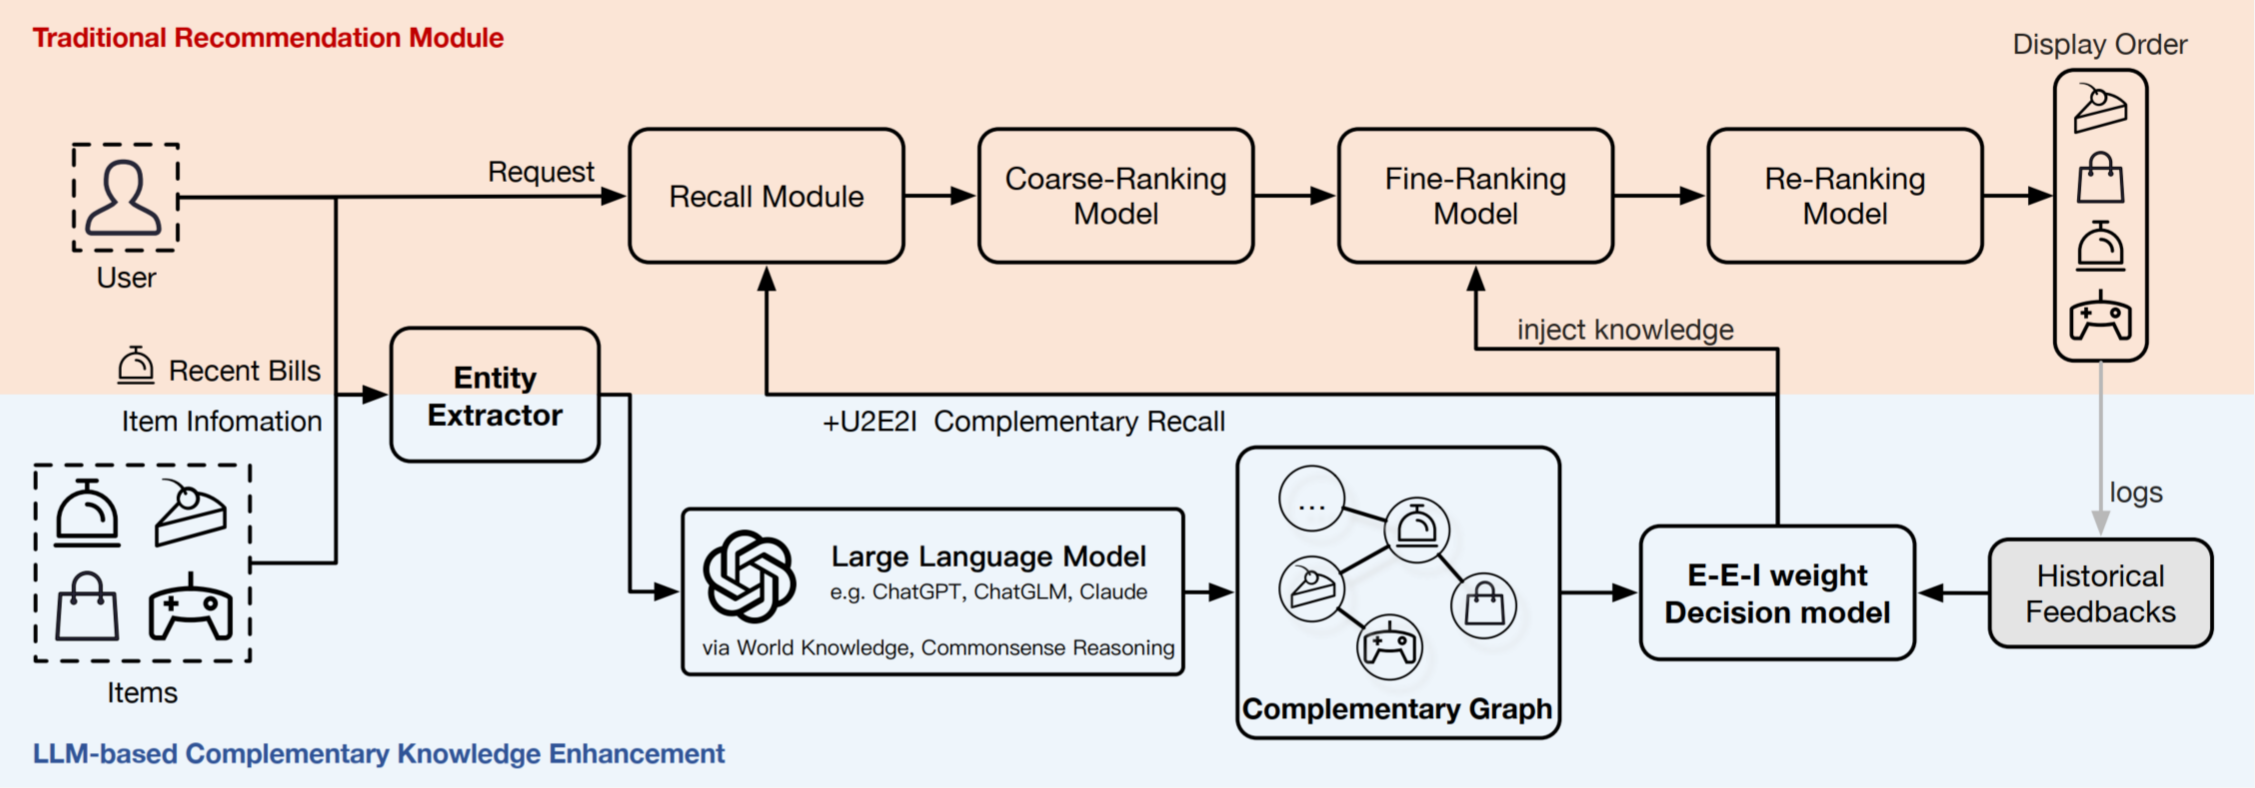 Traditional Recommendation Module
Display Order
Request
Recall Module
Coarse-Ranking
Model
Fine-Ranking
Model
Re-Ranking
Model
User
inject knowledge
Recent Bills
Item Infomation
Entity
Extractor
+U2E2I Complementary Recall
logs
...
Large Language Model
e.g. ChatGPT, ChatGLM, Claude
via World Knowledge, Commonsense Reasoning
Complementary Graph
E-E-I weight
Decision model
Historical
Feedbacks
Items
LLM-based Complementary Knowledge Enhancement